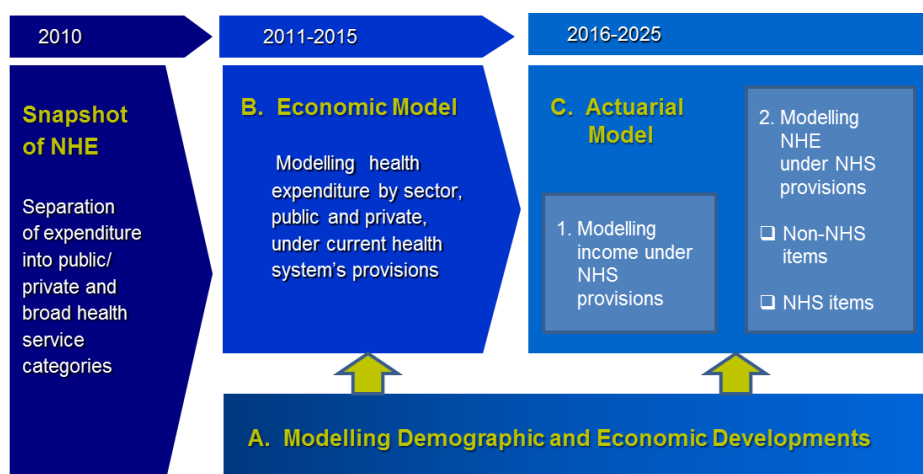 2010
2011-2015
2016-2025
Snapshot
of NHE
Separation
of expenditure
into public/
private and
broad health
service
categories
B. Economic Model
Modelling health
expenditure by sector,
public and private,
under current health
system's provisions
C. Actuarial
Model
1. Modelling
income under
NHS
provisions
2. Modelling
NHE
under NHS
provisions
❑ Non-NHS
items
❑ NHS items
A. Modelling Demographic and Economic Developments